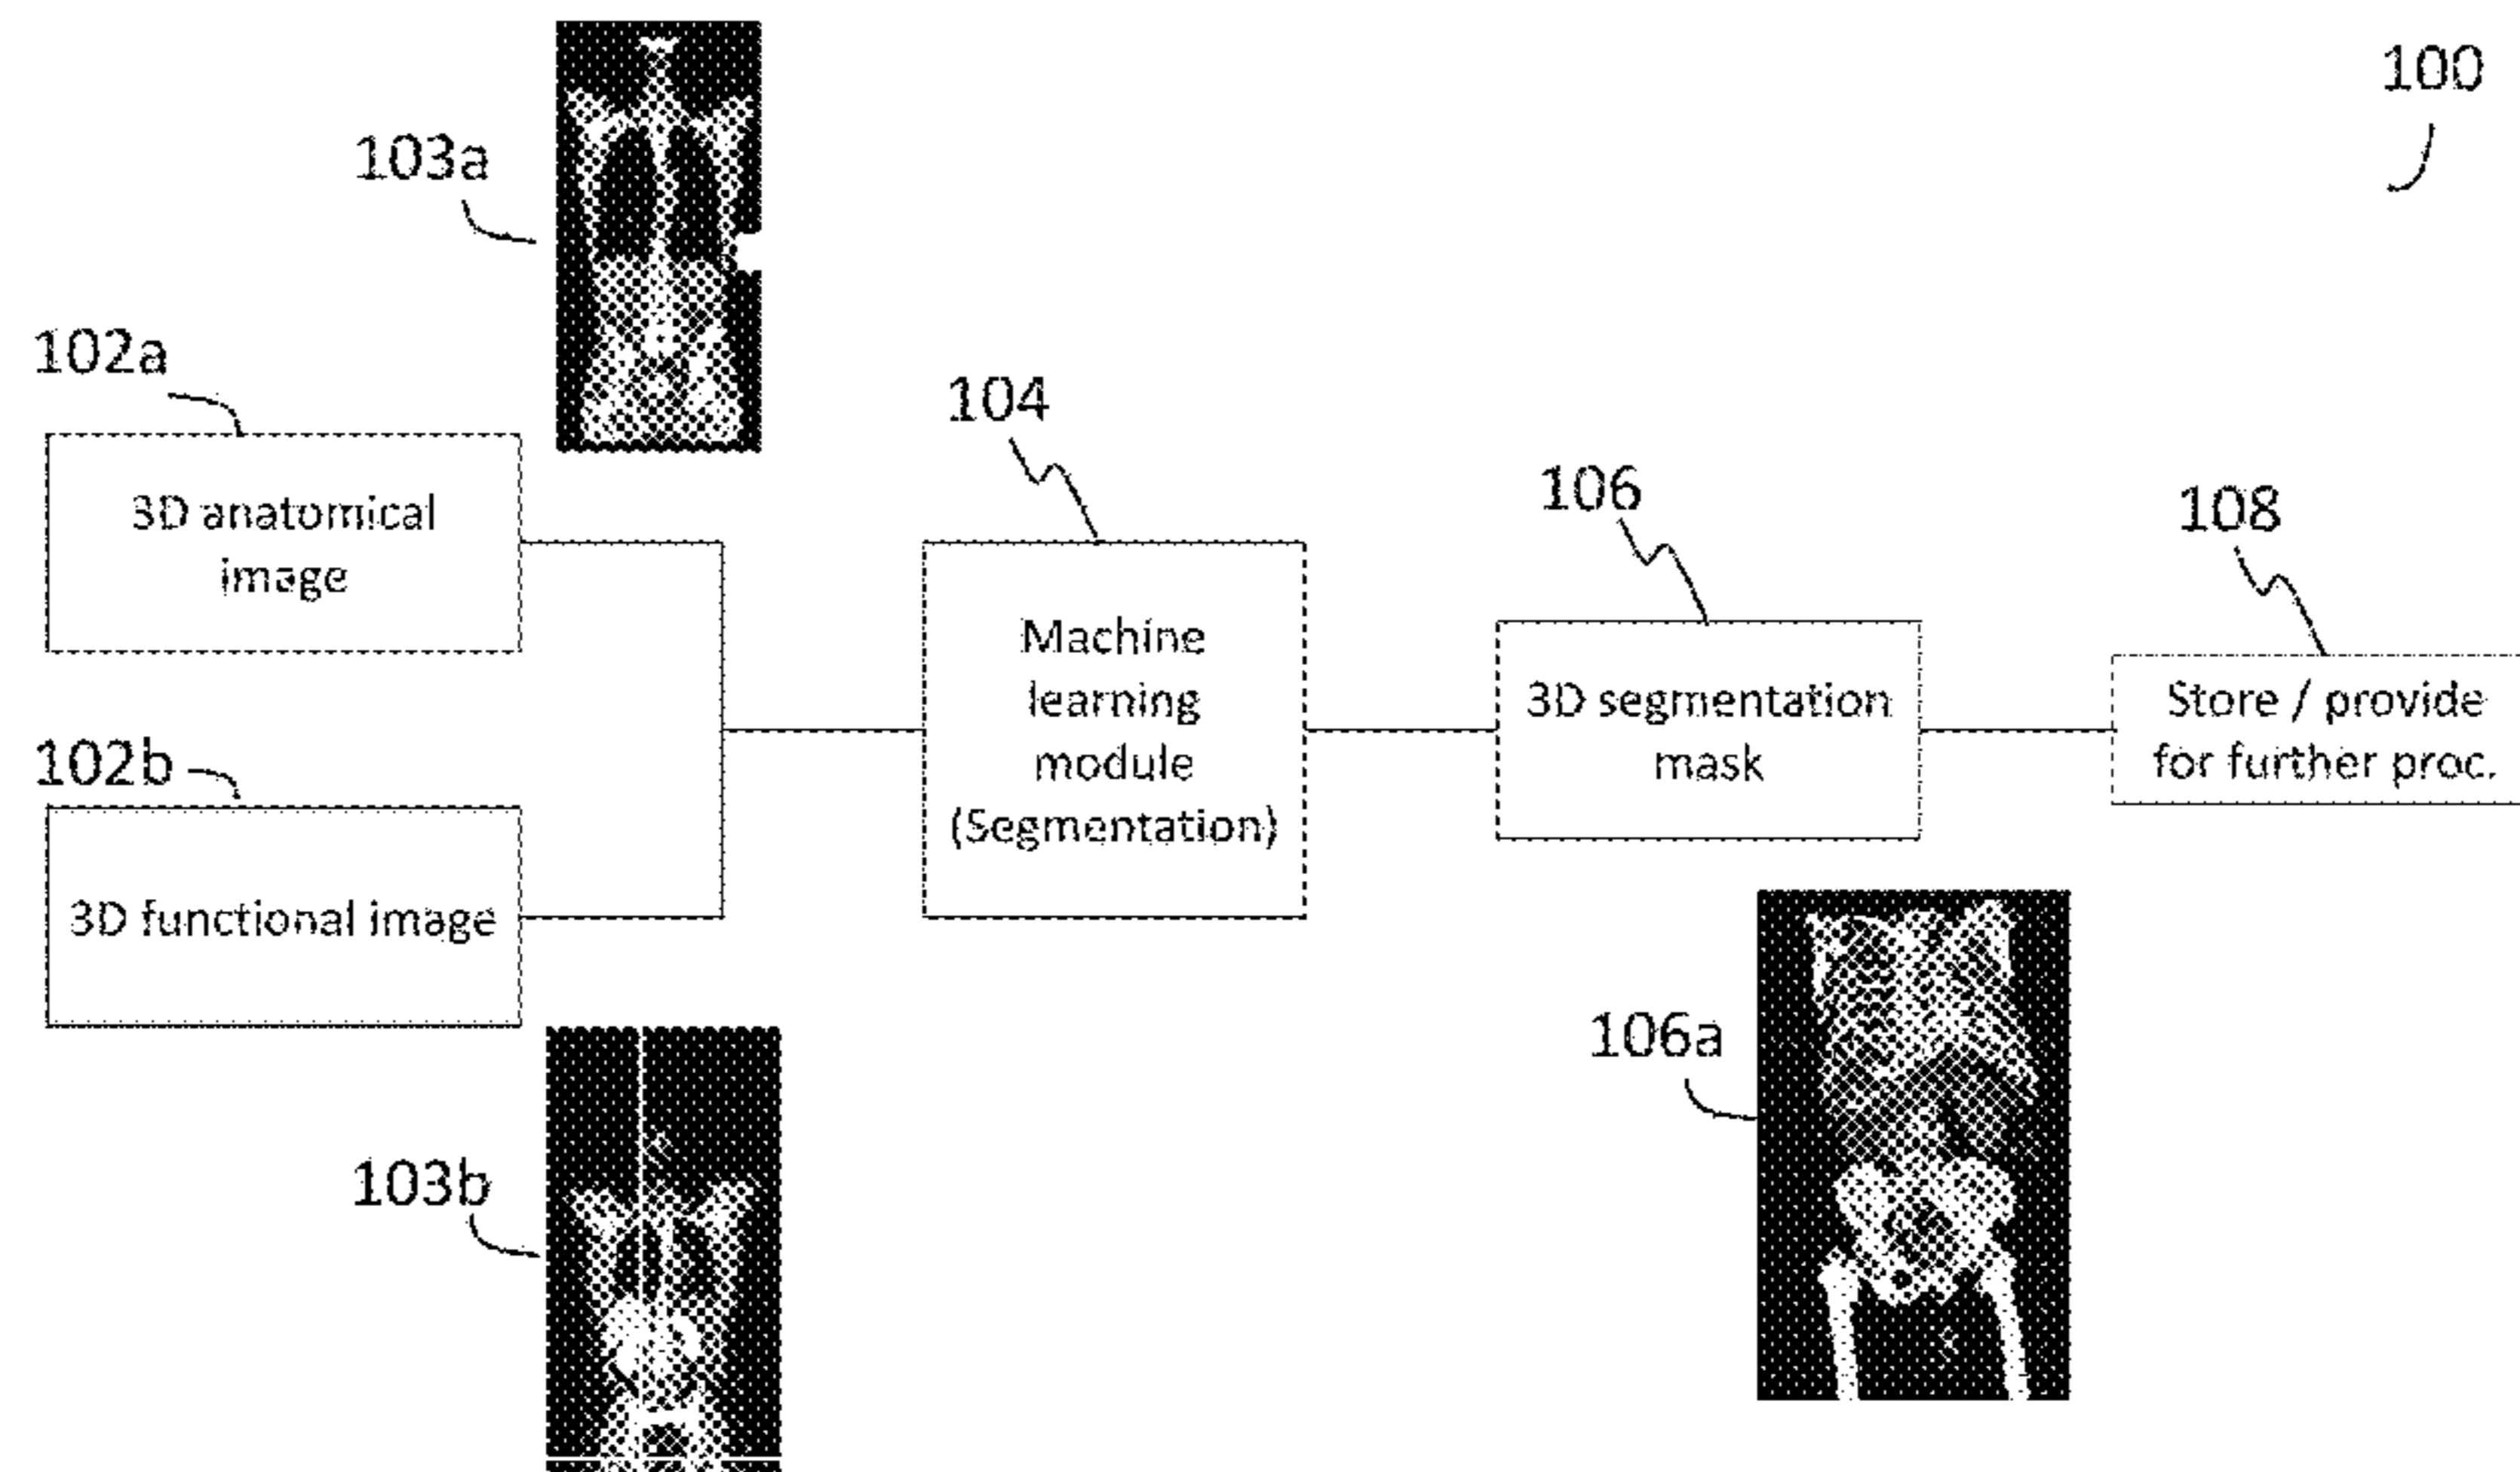 100
103a
102a
3D anatomical
image
104
Machine
learning
module
(Segmentation)
106
3D segmentation
mask
108
Store / provide
for further proc.
102b
3D functional image
103b
106a